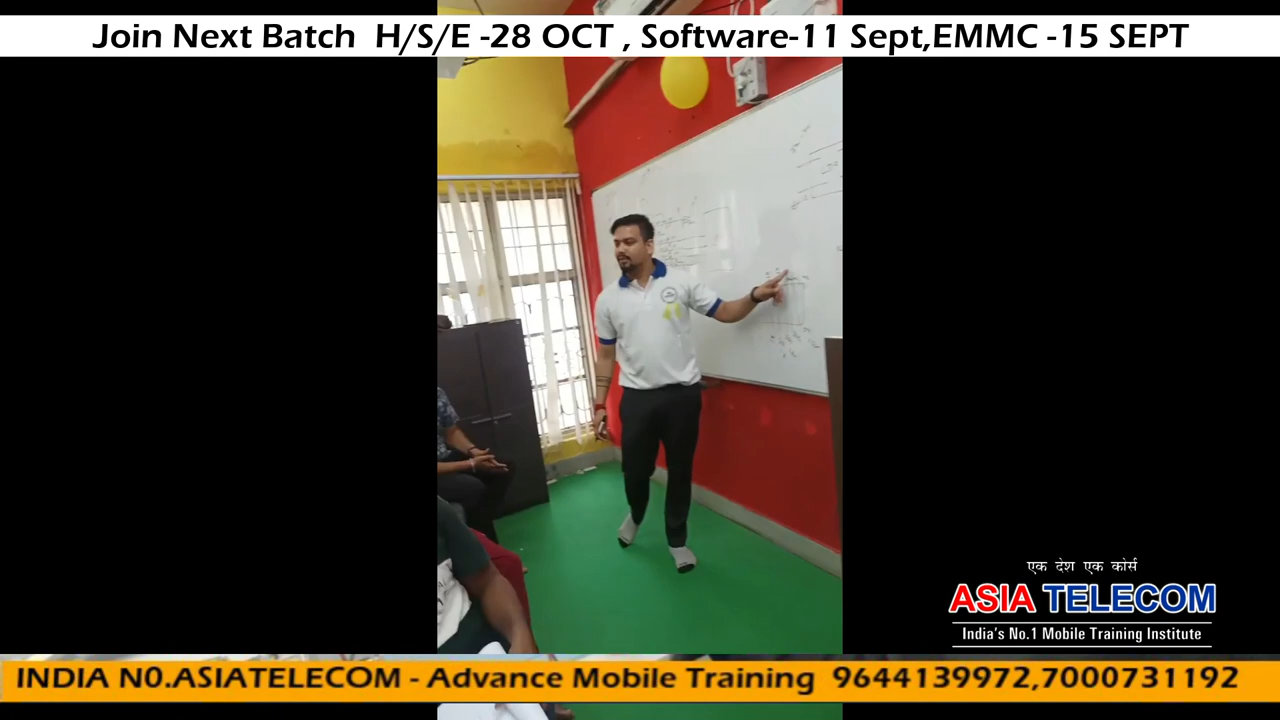 Join Next Batch H/S/E -28 OCT , Software-11 Sept,EMMC -15 SEPT
एक देश एक कोर्स
ASIA TELECOM
India's No.1 Mobile Training Institute
INDIA N0.ASIATELECOM - Advance Mobile Training 9644139972,7000731192